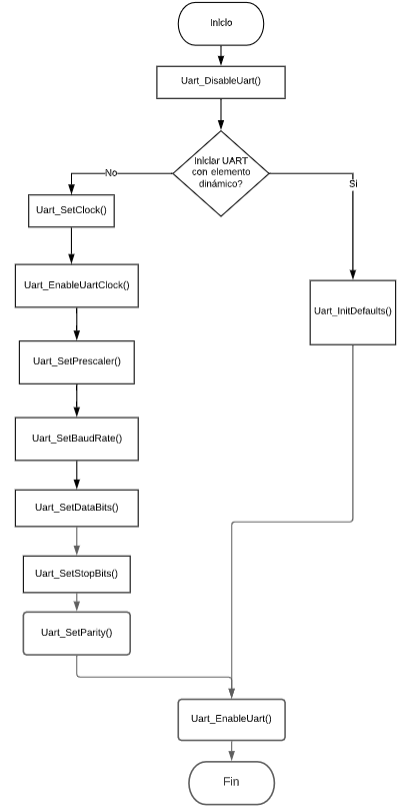 Inicio
Uart_DisableUart()
Iniciar UART
con elemento
dinámico?
No
Si
Uart_SetClock()
Uart_EnableUartClock()
Uart_InitDefaults()
Uart_SetPrescaler()
Uart_SetBaudRate()
Uart_SetDataBits()
Uart_SetStopBits()
Uart_SetParity()
Uart_EnableUart()
Fin